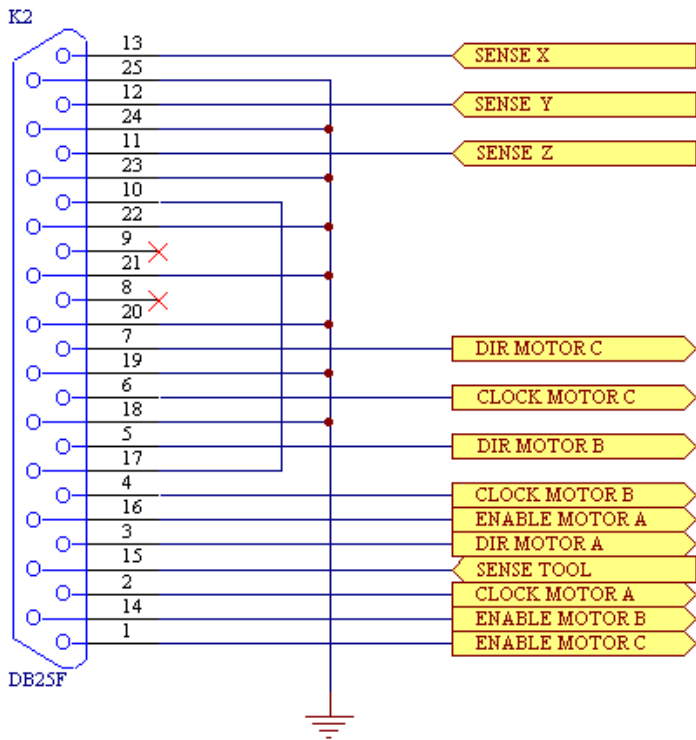 K2
13 SENSE X
25
12 SENSE Y
24
11 SENSE Z
23
10
22
9
21
8
20
7 DIR MOTOR C
19
6 CLOCK MOTOR C
18
5 DIR MOTOR B
17
4 CLOCK MOTOR B
16 ENABLE MOTOR A
3 DIR MOTOR A
15 SENSE TOOL
2 CLOCK MOTOR A
14 ENABLE MOTOR B
1 ENABLE MOTOR C
DB25F